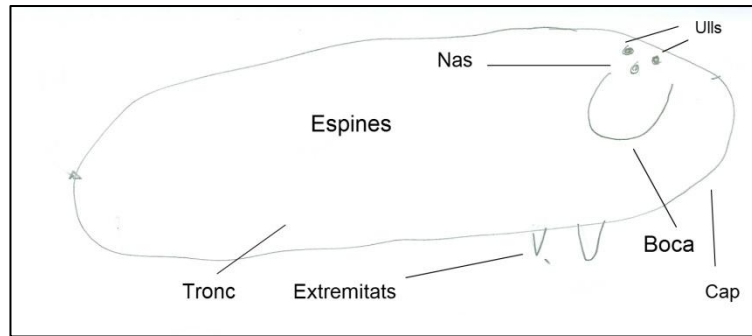 Ulls
Nas
Espines
Boca
Tronc
Extremitats
Cap